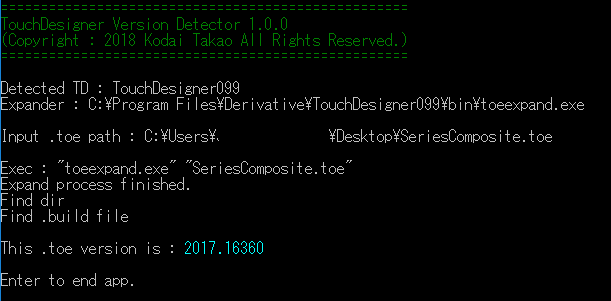 ===================================================
TouchDesigner Version Detector 1.0.0
(Copyright : 2018 Kodai Takao All Rights Reserved.)
===================================================
Detected TD : TouchDesigner099
Expander : C:¥Program Files¥Derivative¥TouchDesigner099¥bin¥toeexpand.exe
Input .toe path : C:¥Users¥ ¥Desktop¥SeriesComposite.toe
Exec : "toeexpand.exe" "SeriesComposite.toe"
Expand process finished.
Find dir
Find .build file
This .toe version is : 2017.16360
Enter to end app.